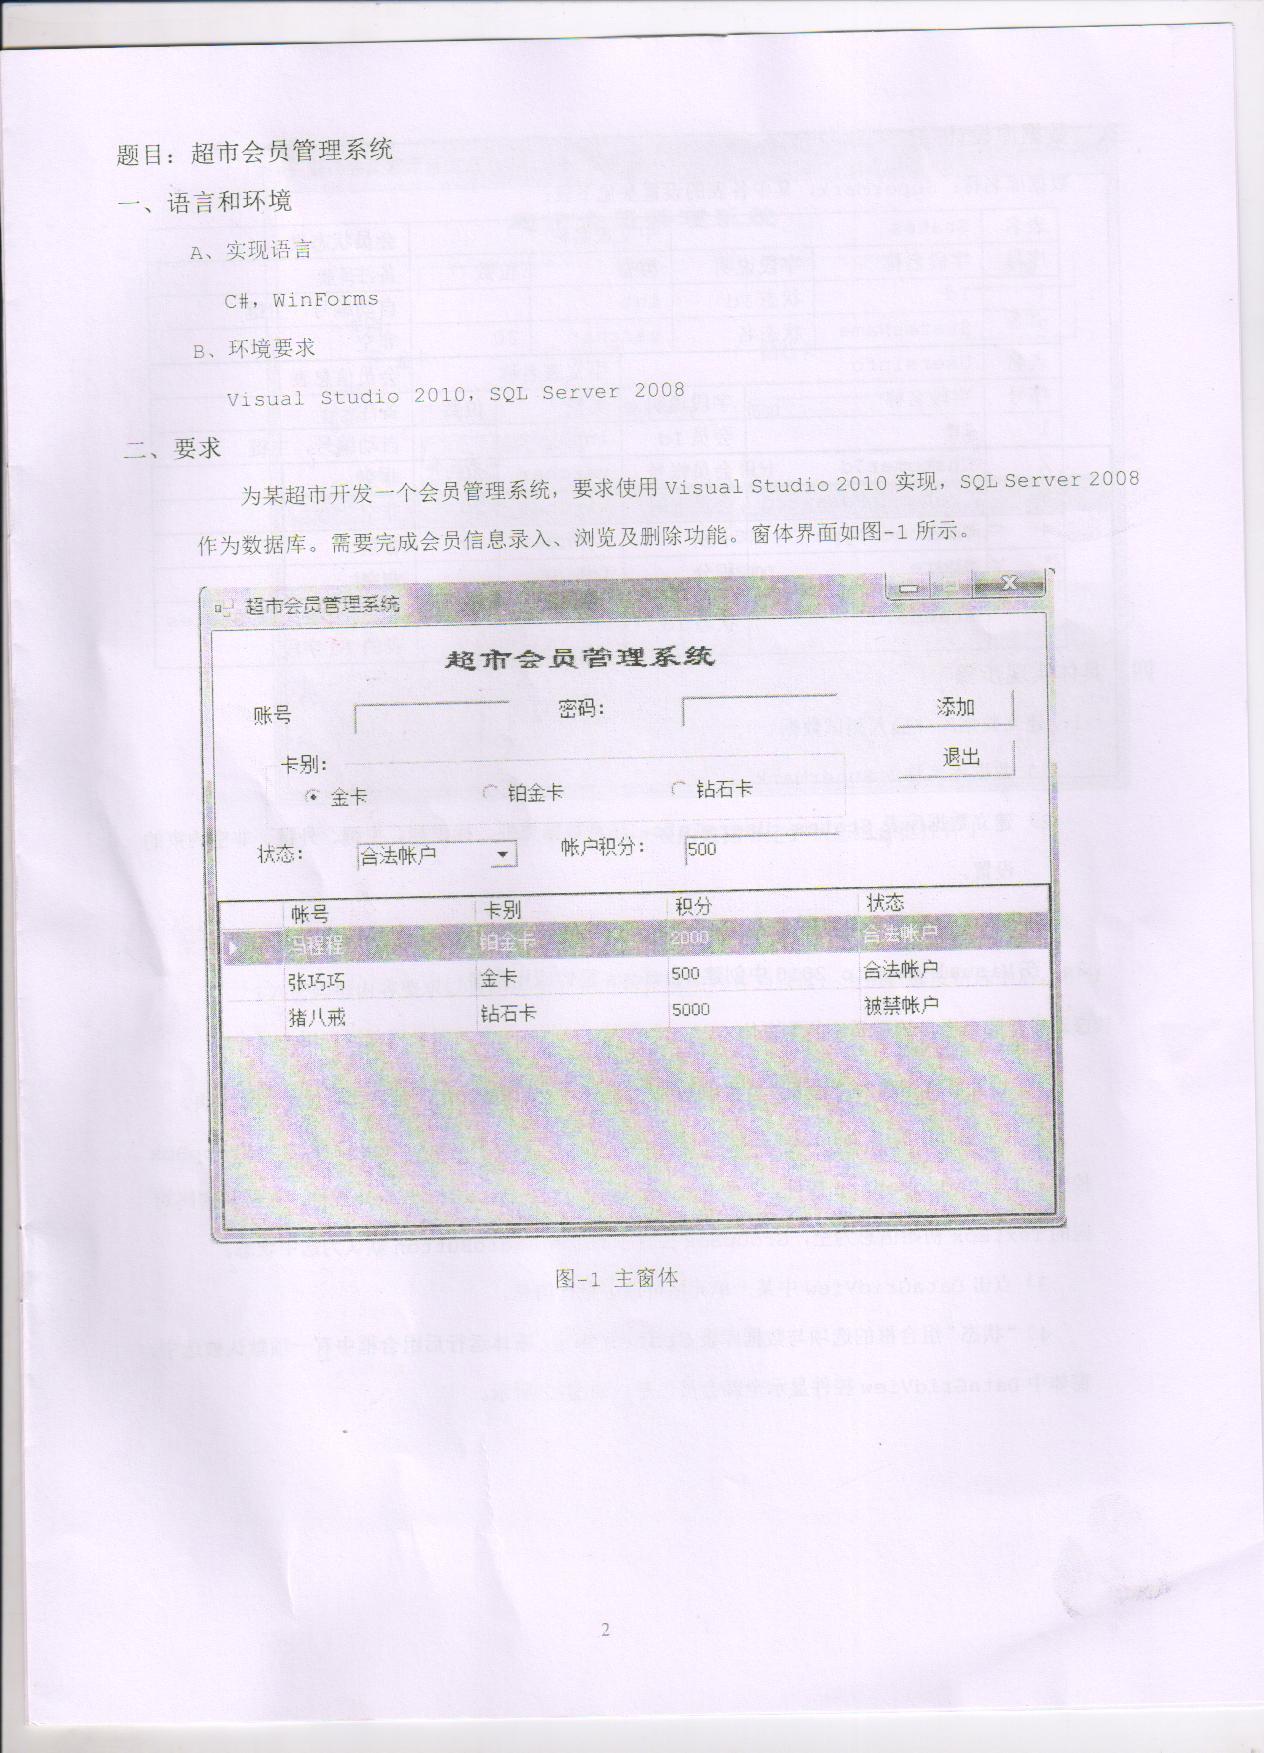 题目：超市会员管理系统
一、语言和环境
A、实现语言
C#，WinForms
B、环境要求
Visual Studio 2010，SQL Server 2008
二、要求
为某超市开发一个会员管理系统，要求使用 Visual Studio 2010 实现，SQL Server 2008
作为数据库。需要完成会员信息录入、浏览及删除功能。窗体界面如图-1 所示。
超市会员管理系统
超市会员管理系统
账号 密码： 添加
卡别： 退出
金卡 铂金卡 钻石卡
状态： 合法帐户 帐户积分： 500
帐号 卡别 积分 状态
冯程程 铂金卡 2000 合法帐户
张巧巧 金卡 500 合法帐户
猪八戒 钻石卡 5000 被禁帐户
图-1 主窗体
2